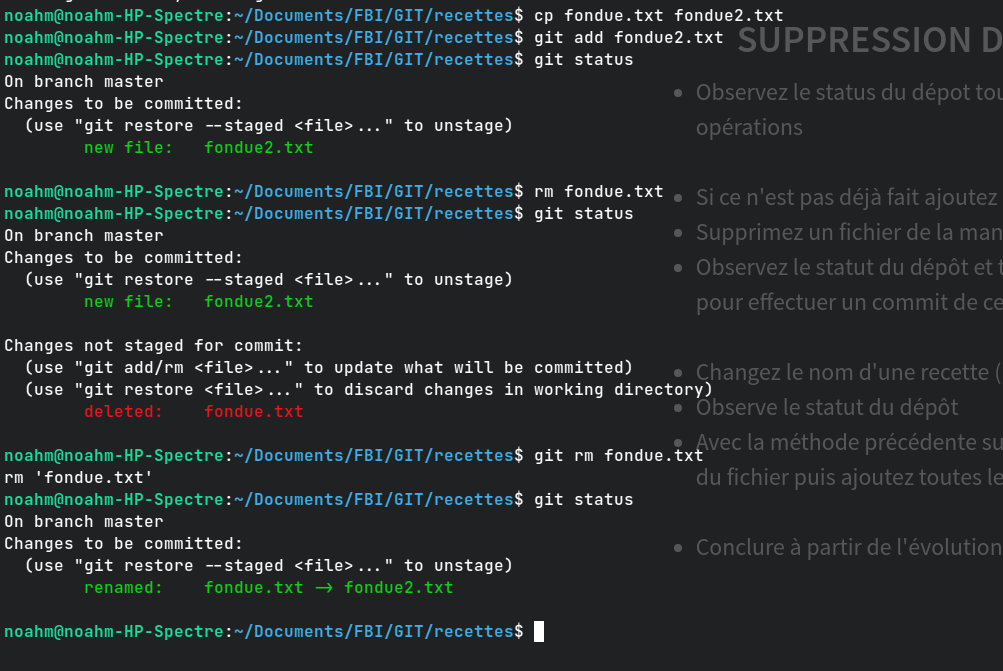 noahm@noahm-HP-Spectre:~/Documents/FBI/GIT/recettes$ cp fondue.txt fondue2.txt
noahm@noahm-HP-Spectre:~/Documents/FBI/GIT/recettes$ git add fondue2.txt
noahm@noahm-HP-Spectre:~/Documents/FBI/GIT/recettes$ git status
On branch master
Changes to be committed:
  (use "git restore --staged <file>..." to unstage)
        new file:   fondue2.txt

noahm@noahm-HP-Spectre:~/Documents/FBI/GIT/recettes$ rm fondue.txt
noahm@noahm-HP-Spectre:~/Documents/FBI/GIT/recettes$ git status
On branch master
Changes to be committed:
  (use "git restore --staged <file>..." to unstage)
        new file:   fondue2.txt

Changes not staged for commit:
  (use "git add/rm <file>..." to update what will be committed)
  (use "git restore <file>..." to discard changes in working directory)
        deleted:    fondue.txt

noahm@noahm-HP-Spectre:~/Documents/FBI/GIT/recettes$ git rm fondue.txt
rm 'fondue.txt'
noahm@noahm-HP-Spectre:~/Documents/FBI/GIT/recettes$ git status
On branch master
Changes to be committed:
  (use "git restore --staged <file>..." to unstage)
        renamed:    fondue.txt -> fondue2.txt

noahm@noahm-HP-Spectre:~/Documents/FBI/GIT/recettes$
SUPPRESSION D
• Observez le status du dépot tou
opérations
• Si ce n'est pas déjà fait ajoutez
• Supprimez un fichier de la man
• Observez le statut du dépôt et t
pour effectuer un commit de ce
• Changez le nom d'une recette (
• Observe le statut du dépôt
• Avec la méthode précédente su
du fichier puis ajoutez toutes le
• Conclure à partir de l'évolution